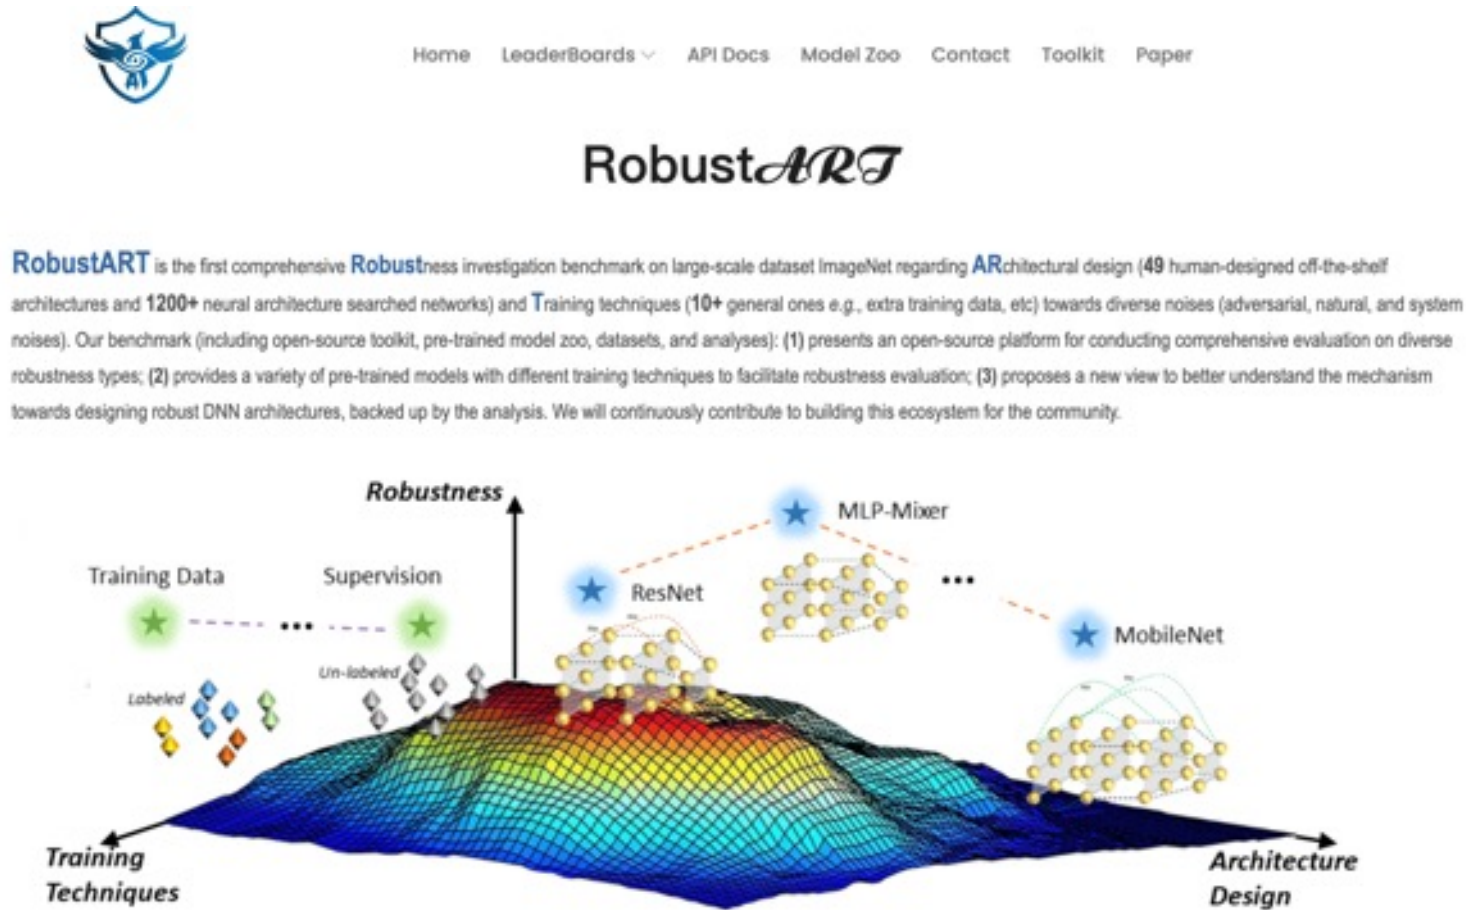 Home LeaderBoards API Docs Model Zoo Contact Toolkit Paper
RobustART
RobustART is the first comprehensive Robustness investigation benchmark on large-scale dataset ImageNet regarding ARchitectural design (49 human-designed off-the-shelf
architectures and 1200+ neural architecture searched networks) and Training techniques (10+ general ones e.g., extra training data, etc) towards diverse noises (adversarial, natural, and system
noises). Our benchmark (including open-source toolkit, pre-trained model zoo, datasets, and analyses): (1) presents an open-source platform for conducting comprehensive evaluation on diverse
robustness types; (2) provides a variety of pre-trained models with different training techniques to facilitate robustness evaluation; (3) proposes a new view to better understand the mechanism
towards designing robust DNN architectures, backed up by the analysis. We will continuously contribute to building this ecosystem for the community.
Robustness
MLP-Mixer
Training Data
Supervision
•••
ResNet
•••
MobileNet
Un-labeled
Labeled
Training
Techniques
Architecture
Design